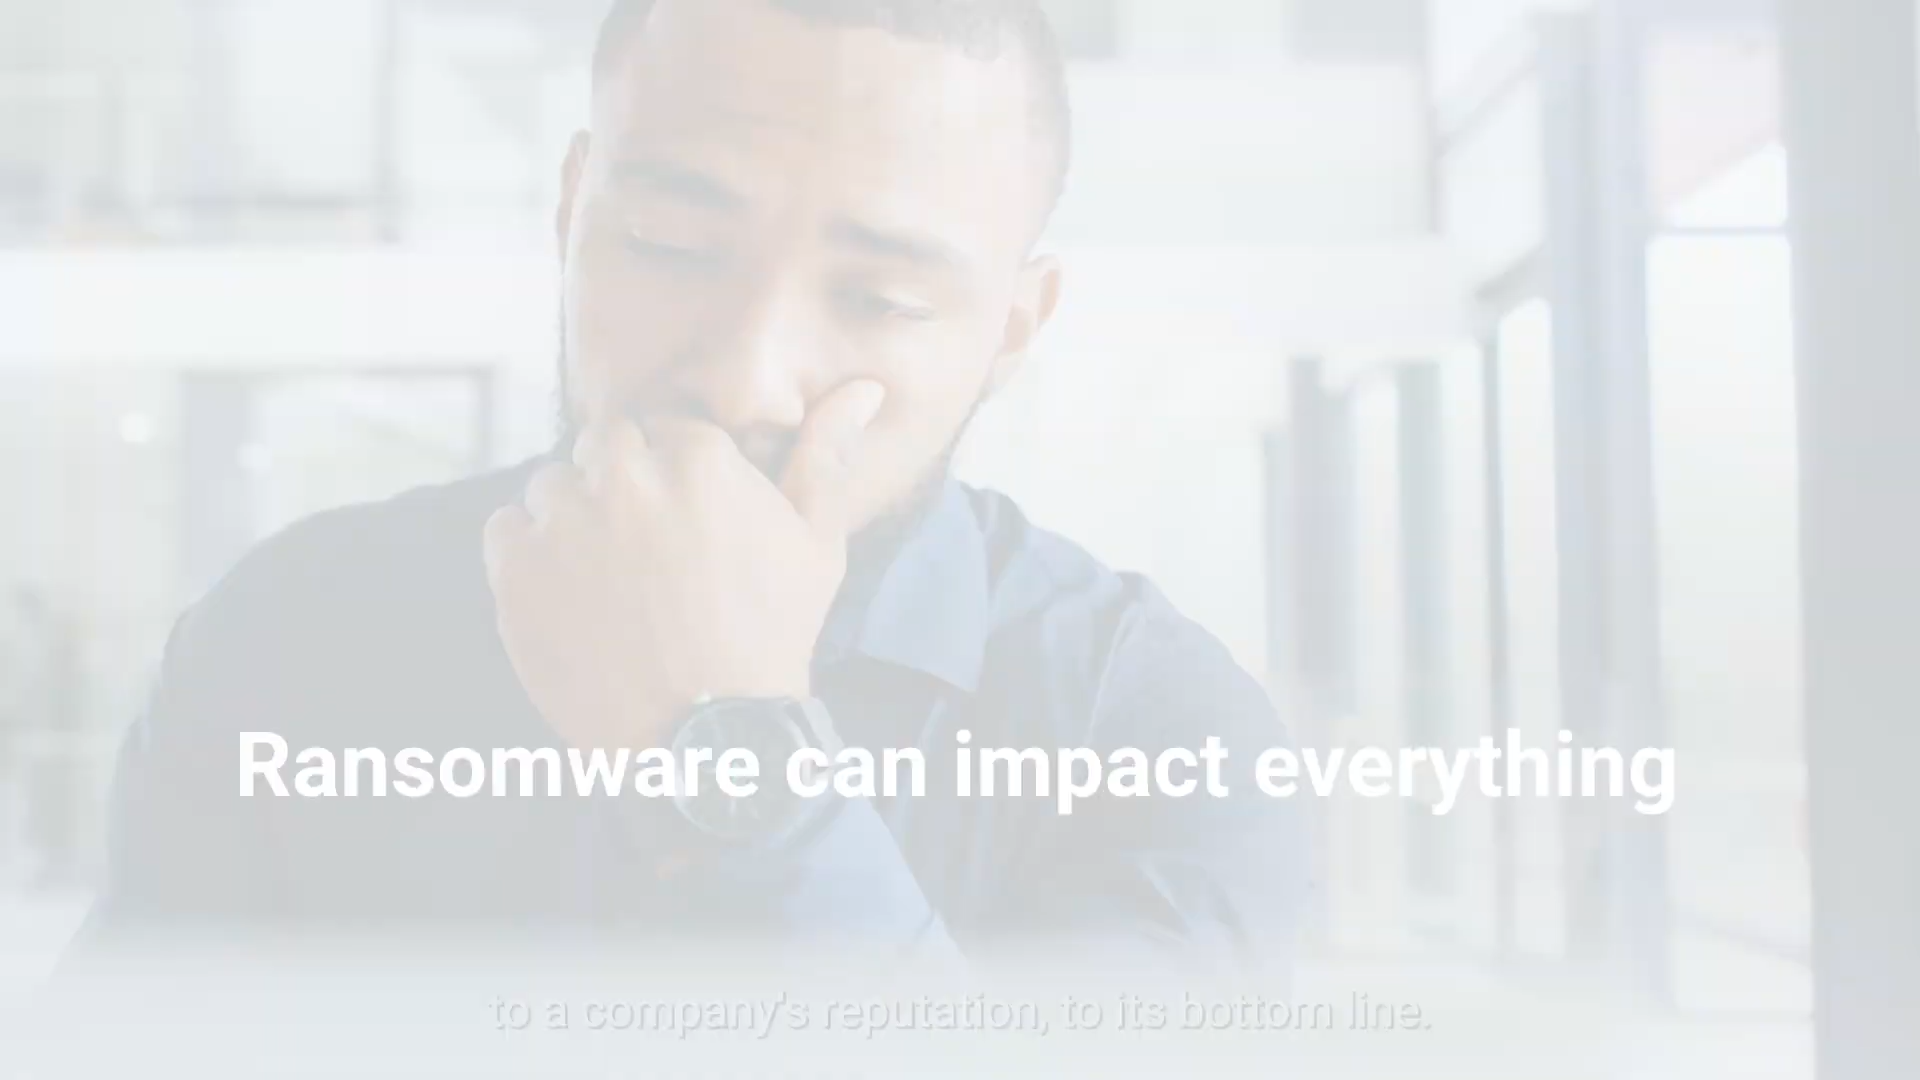 Ransomware can impact everything
to a company's reputation, to its bottom line.